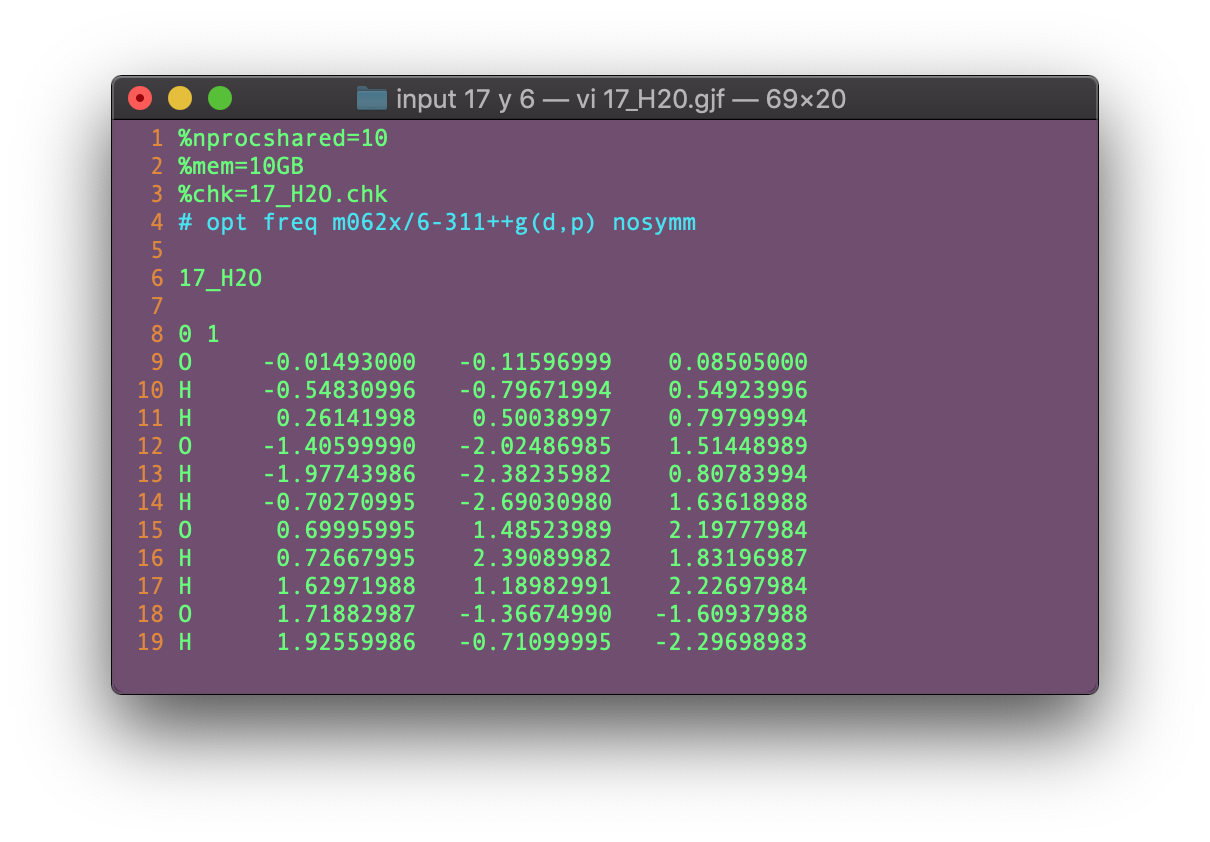 input 17 y 6 — vi 17_H20.gjf — 69×20
1 %nprocshared=10
2 %mem=10GB
3 %chk=17_H2O.chk
4 # opt freq m062x/6-311++g(d,p) nosymm
5
6 17_H2O
7
8 0 1
9 O -0.01493000 -0.11596999 0.08505000
10 H -0.54830996 -0.79671994 0.54923996
11 H 0.26141998 0.50038997 0.79799994
12 O -1.40599990 -2.02486985 1.51448989
13 H -1.97743986 -2.38235982 0.80783994
14 H -0.70270995 -2.69030980 1.63618988
15 O 0.69995995 1.48523989 2.19777984
16 H 0.72667995 2.39089982 1.83196987
17 H 1.62971988 1.18982991 2.22697984
18 O 1.71882987 -1.36674990 -1.60937988
19 H 1.92559986 -0.71099995 -2.29698983